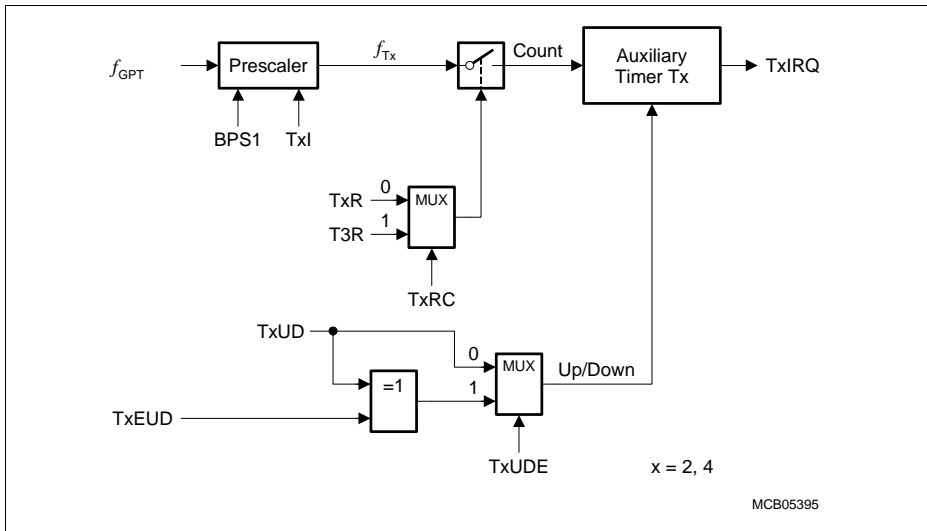 f GPT
Prescaler
f Tx
Count
Auxiliary
Timer Tx
TxIRQ
BPS1
TxI
TxR
0
MUX
T3R
1
TxRC
TxUD
0
MUX
Up/Down
=1
1
TxEUD
TxUDE
x = 2, 4
MCB05395